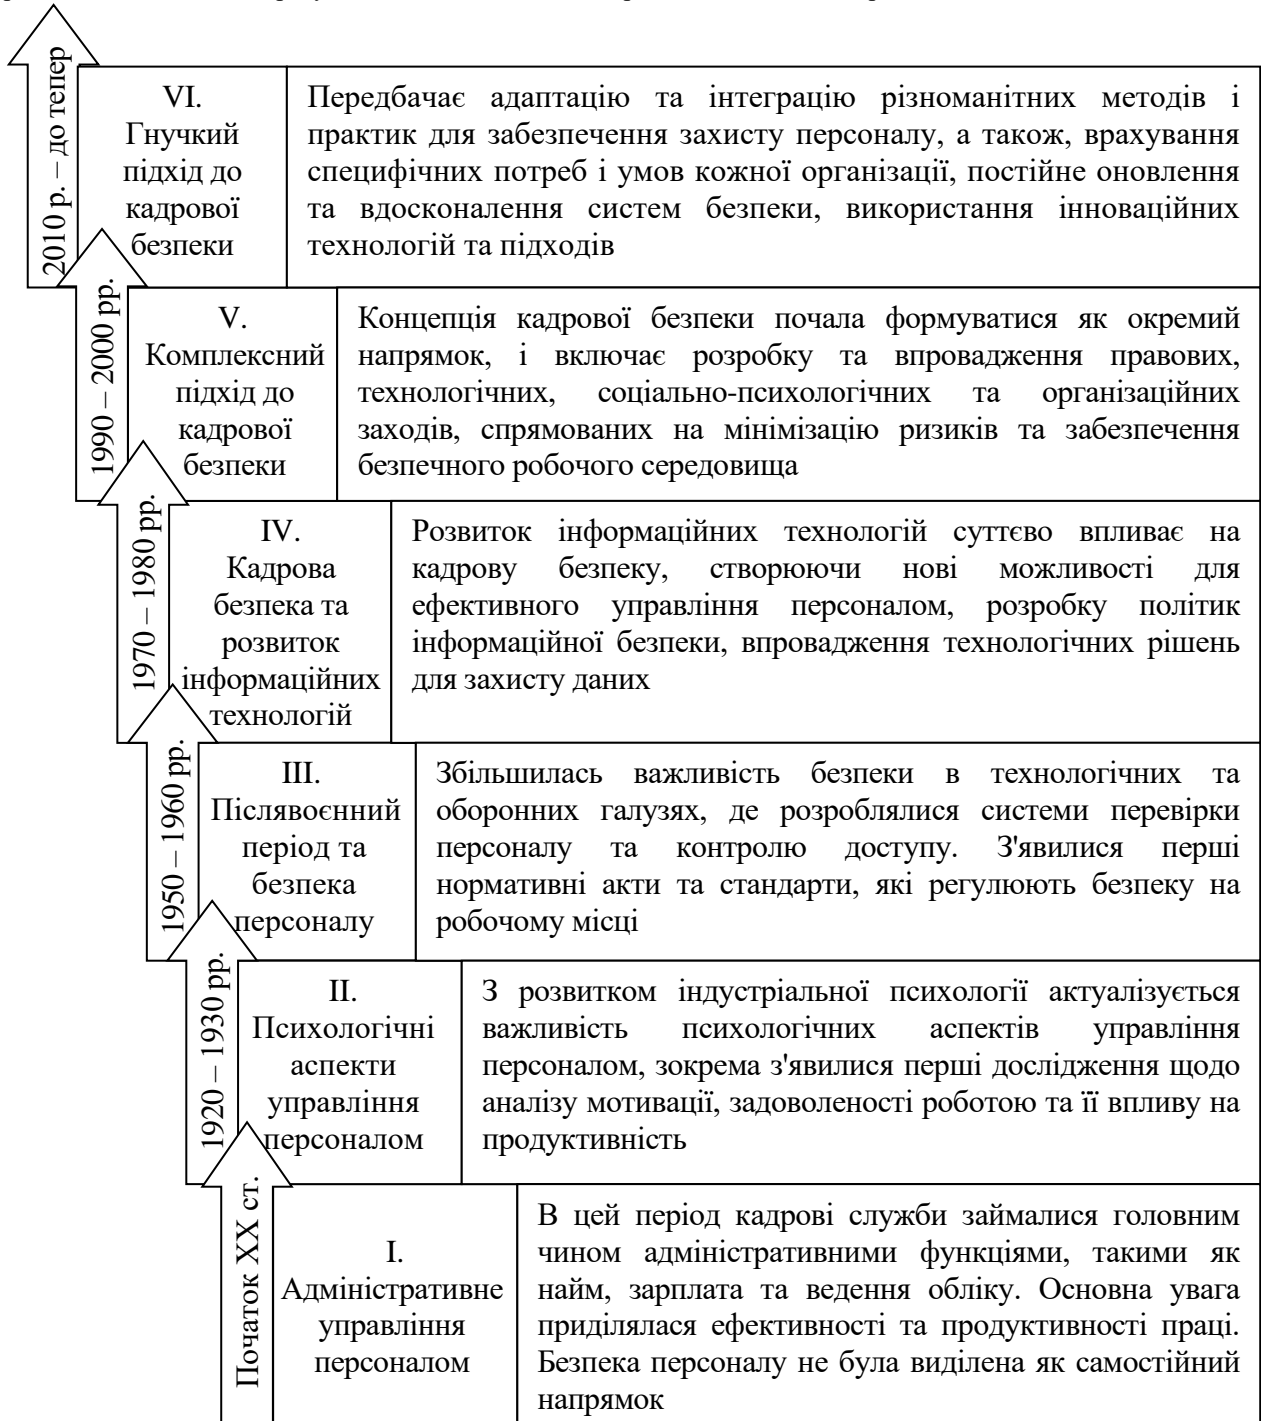 2010 р. – до тепер
VI.
Гнучкий
підхід до
кадрової
безпеки
Передбачає адаптацію та інтеграцію різноманітних методів і
практик для забезпечення захисту персоналу, а також, врахування
специфічних потреб і умов кожної організації, постійне оновлення
та вдосконалення систем безпеки, використання інноваційних
технологій та підходів
1990 – 2000 рр.
V.
Комплексний
підхід до
кадрової
безпеки
Концепція кадрової безпеки почала формуватися як окремий
напрямок, і включає розробку та впровадження правових,
технологічних, соціально-психологічних та організаційних
заходів, спрямованих на мінімізацію ризиків та забезпечення
безпечного робочого середовища
1970 – 1980 рр.
IV.
Кадрова
безпека та
розвиток
інформаційних
технологій
Розвиток інформаційних технологій суттєво впливає на
кадрову безпеку, створюючи нові можливості для
ефективного управління персоналом, розробку політик
інформаційної безпеки, впровадження технологічних рішень
для захисту даних
1950 – 1960 рр.
III.
Післявоєнний
період та
безпека
персоналу
Збільшилась важливість безпеки в технологічних та
оборонних галузях, де розроблялися системи перевірки
персоналу та контролю доступу. З'явилися перші
нормативні акти та стандарти, які регулюють безпеку на
робочому місці
1920 – 1930 рр.
II.
Психологічні
аспекти
управління
персоналом
З розвитком індустріальної психології актуалізується
важливість психологічних аспектів управління
персоналом, зокрема з'явилися перші дослідження щодо
аналізу мотивації, задоволеності роботою та її впливу на
продуктивність
Початок ХХ ст.
I.
Адміністративне
управління
персоналом
В цей період кадрові служби займалися головним
чином адміністративними функціями, такими як
найм, зарплата та ведення обліку. Основна увага
приділялася ефективності та продуктивності праці.
Безпека персоналу не була виділена як самостійний
напрямок